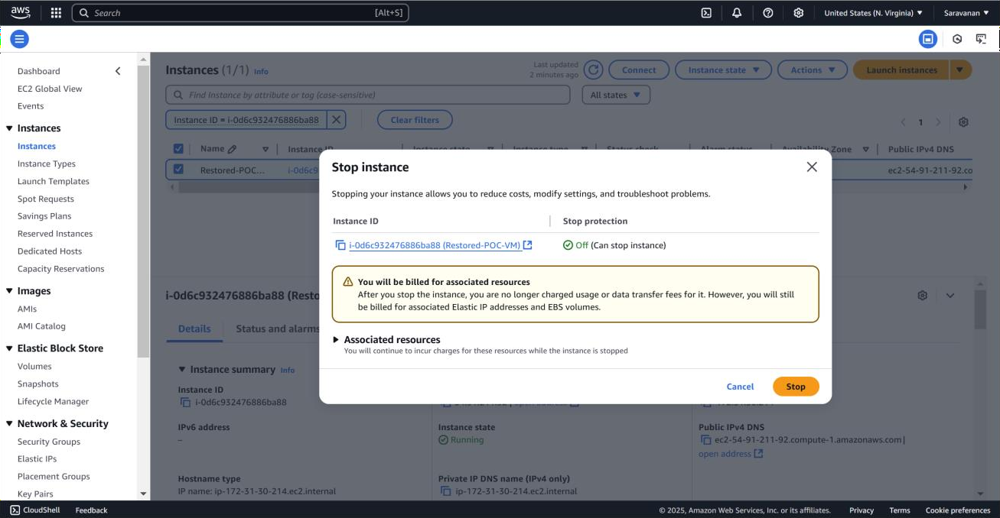 aws
Search [Alt+S]
United States (N. Virginia)
Saravanan
Dashboard
EC2 Global View
Events
Instances
Instances
Instance Types
Launch Templates
Spot Requests
Savings Plans
Reserved Instances
Dedicated Hosts
Capacity Reservations
Images
AMIs
AMI Catalog
Elastic Block Store
Volumes
Snapshots
Lifecycle Manager
Network & Security
Security Groups
Elastic IPs
Placement Groups
Key Pairs
Instances (1/1) Info
Last updated
2 minutes ago
Connect
Instance state
Actions
Launch instances
Find Instance by attribute or tag (case-sensitive)
All states
Instance ID = i-0d6c932476886ba88
Clear filters
1
Name Instance ID Instance state Instance type Status check Alarm status Availability Zone Public IPv4 DNS
Restored-POC... i-0d6c9 ec2-54-91-211-92.co
Stop instance
Stopping your instance allows you to reduce costs, modify settings, and troubleshoot problems.
Instance ID Stop protection
i-0d6c932476886ba88 (Restored-POC-VM) Off (Can stop instance)
You will be billed for associated resources
After you stop the instance, you are no longer charged usage or data transfer fees for it. However, you will still
be billed for associated Elastic IP addresses and EBS volumes.
Associated resources
You will continue to incur charges for these resources while the instance is stopped
Cancel Stop
i-0d6c932476886ba88 (Resto
Details Status and alarms
Instance summary Info
Instance ID
i-0d6c932476886ba88
IPv6 address
–
Instance state
Running
Public IPv4 DNS
ec2-54-91-211-92.compute-1.amazonaws.com |
open address
Hostname type
IP name: ip-172-31-30-214.ec2.internal
Private IP DNS name (IPv4 only)
ip-172-31-30-214.ec2.internal
CloudShell Feedback
© 2025, Amazon Web Services, Inc. or its affiliates. Privacy Terms Cookie preferences